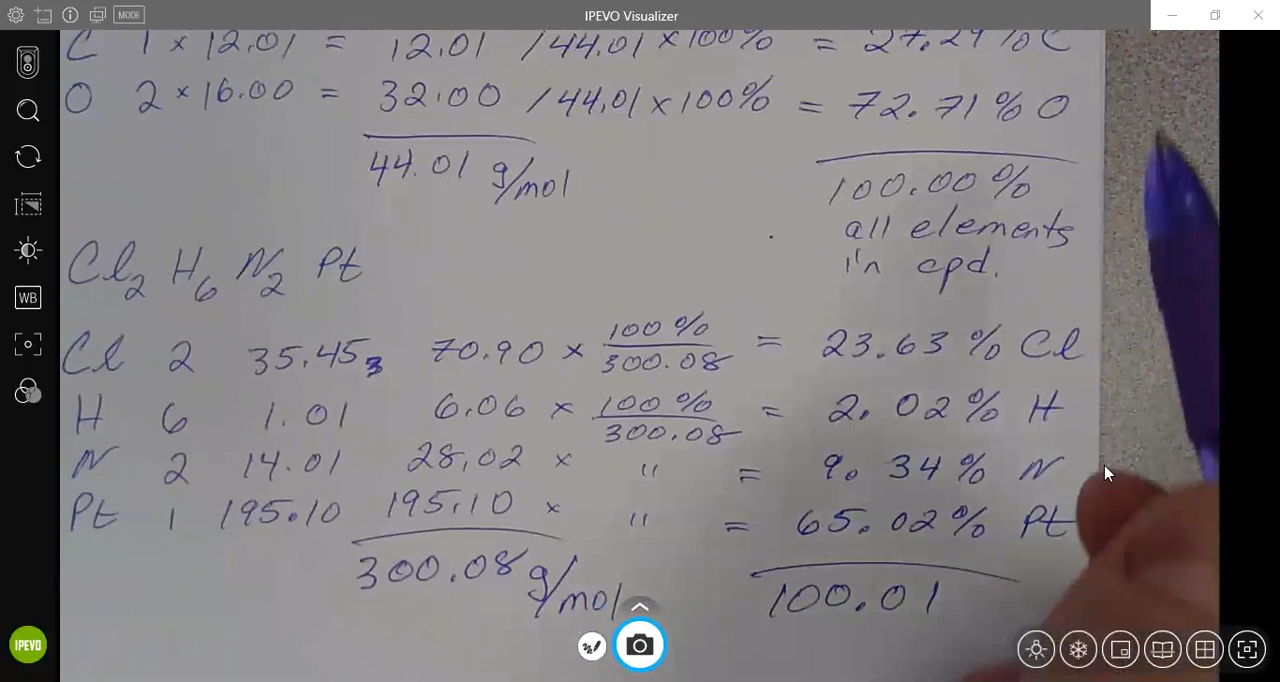 MODE
IPEVO Visualizer
C 1 × 12.01 = 12.01 /44.01 × 100% = 27.29% C
O 2 × 16.00 = 32.00 /44.01 × 100% = 72.71% O
44.01 g/mol
100.00%
all elements
in cpd.
Cl2 H6 N2 Pt
Cl 2 35.453 70.90 × 100%/300.08 = 23.63% Cl
H 6 1.01 6.06 × 100%/300.08 = 2.02% H
N 2 14.01 28.02 × " = 9.34% N
Pt 1 195.10 195.10 × " = 65.02% Pt
300.08 g/mol
100.01
WB
IPEVO